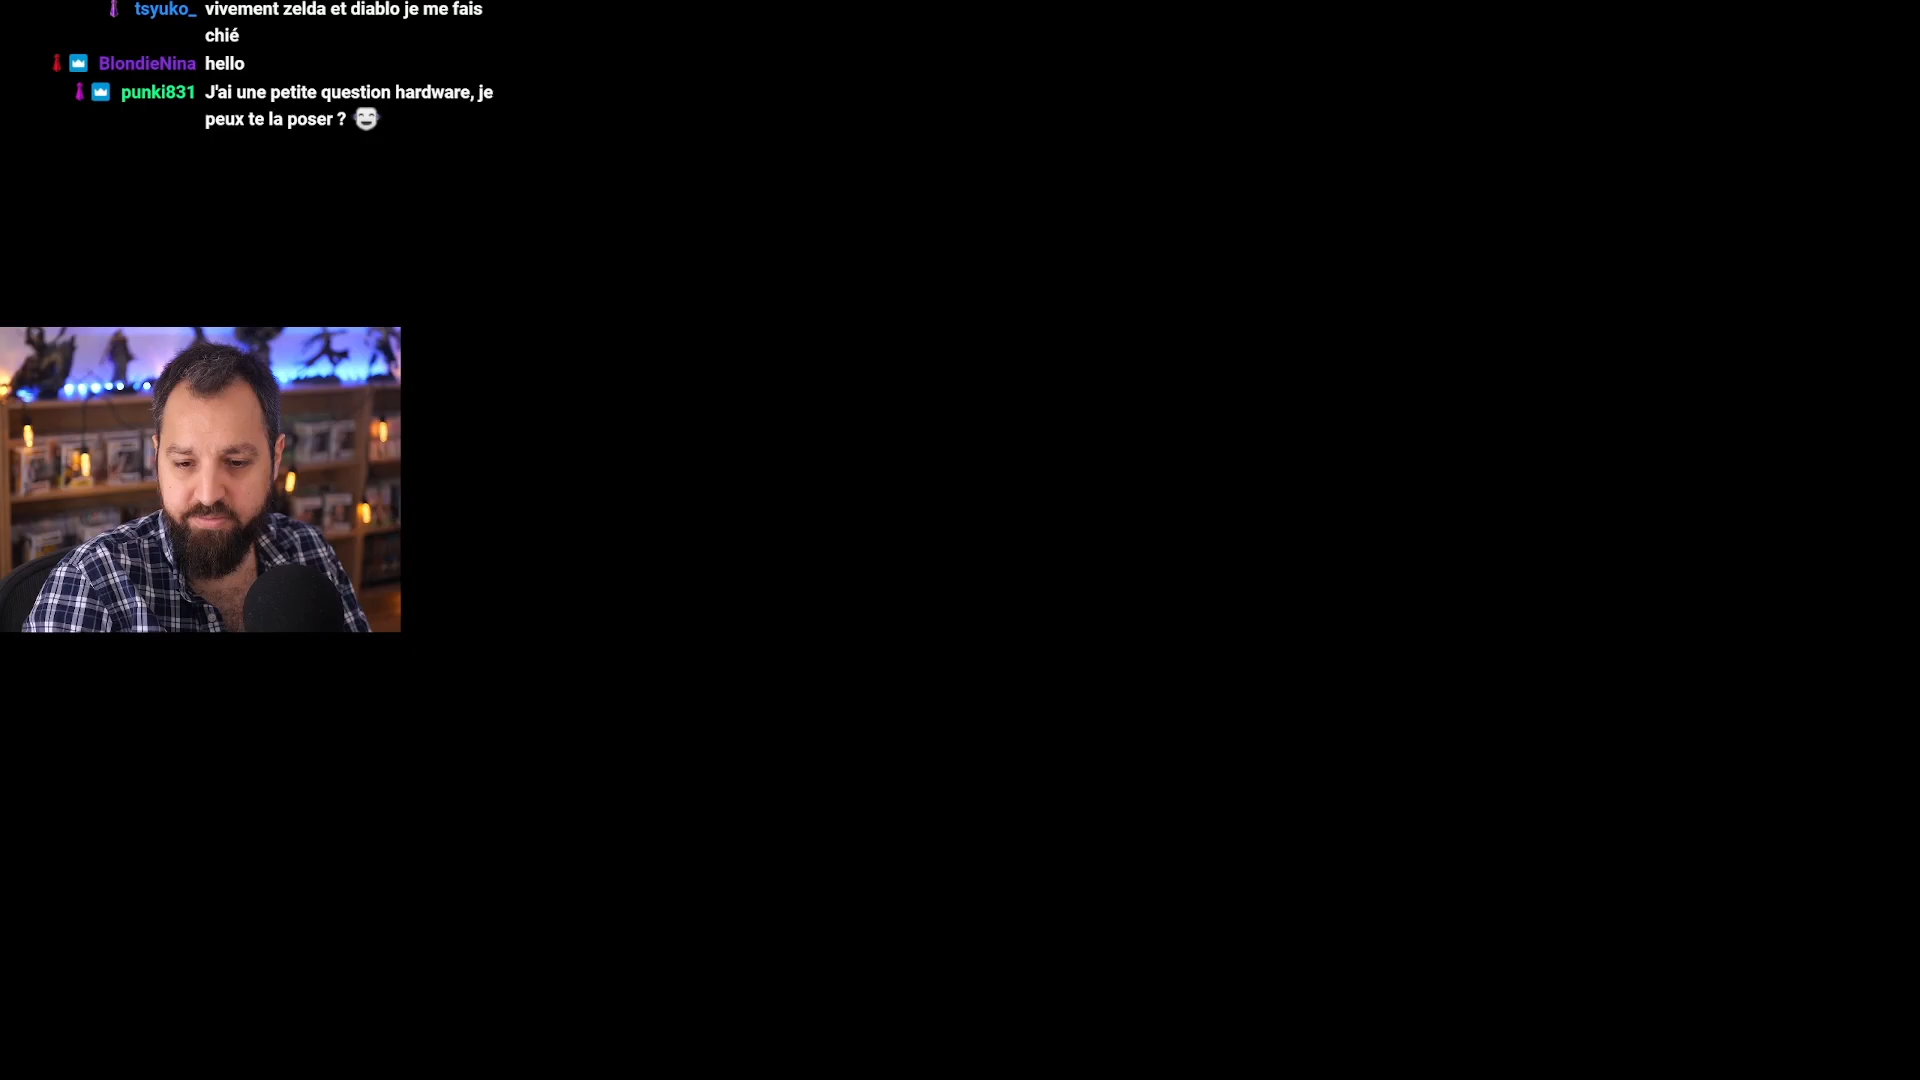 tsyuko_ vivement zelda et diablo je me fais
chié
BlondieNina hello
punki831 J'ai une petite question hardware, je
peux te la poser ?